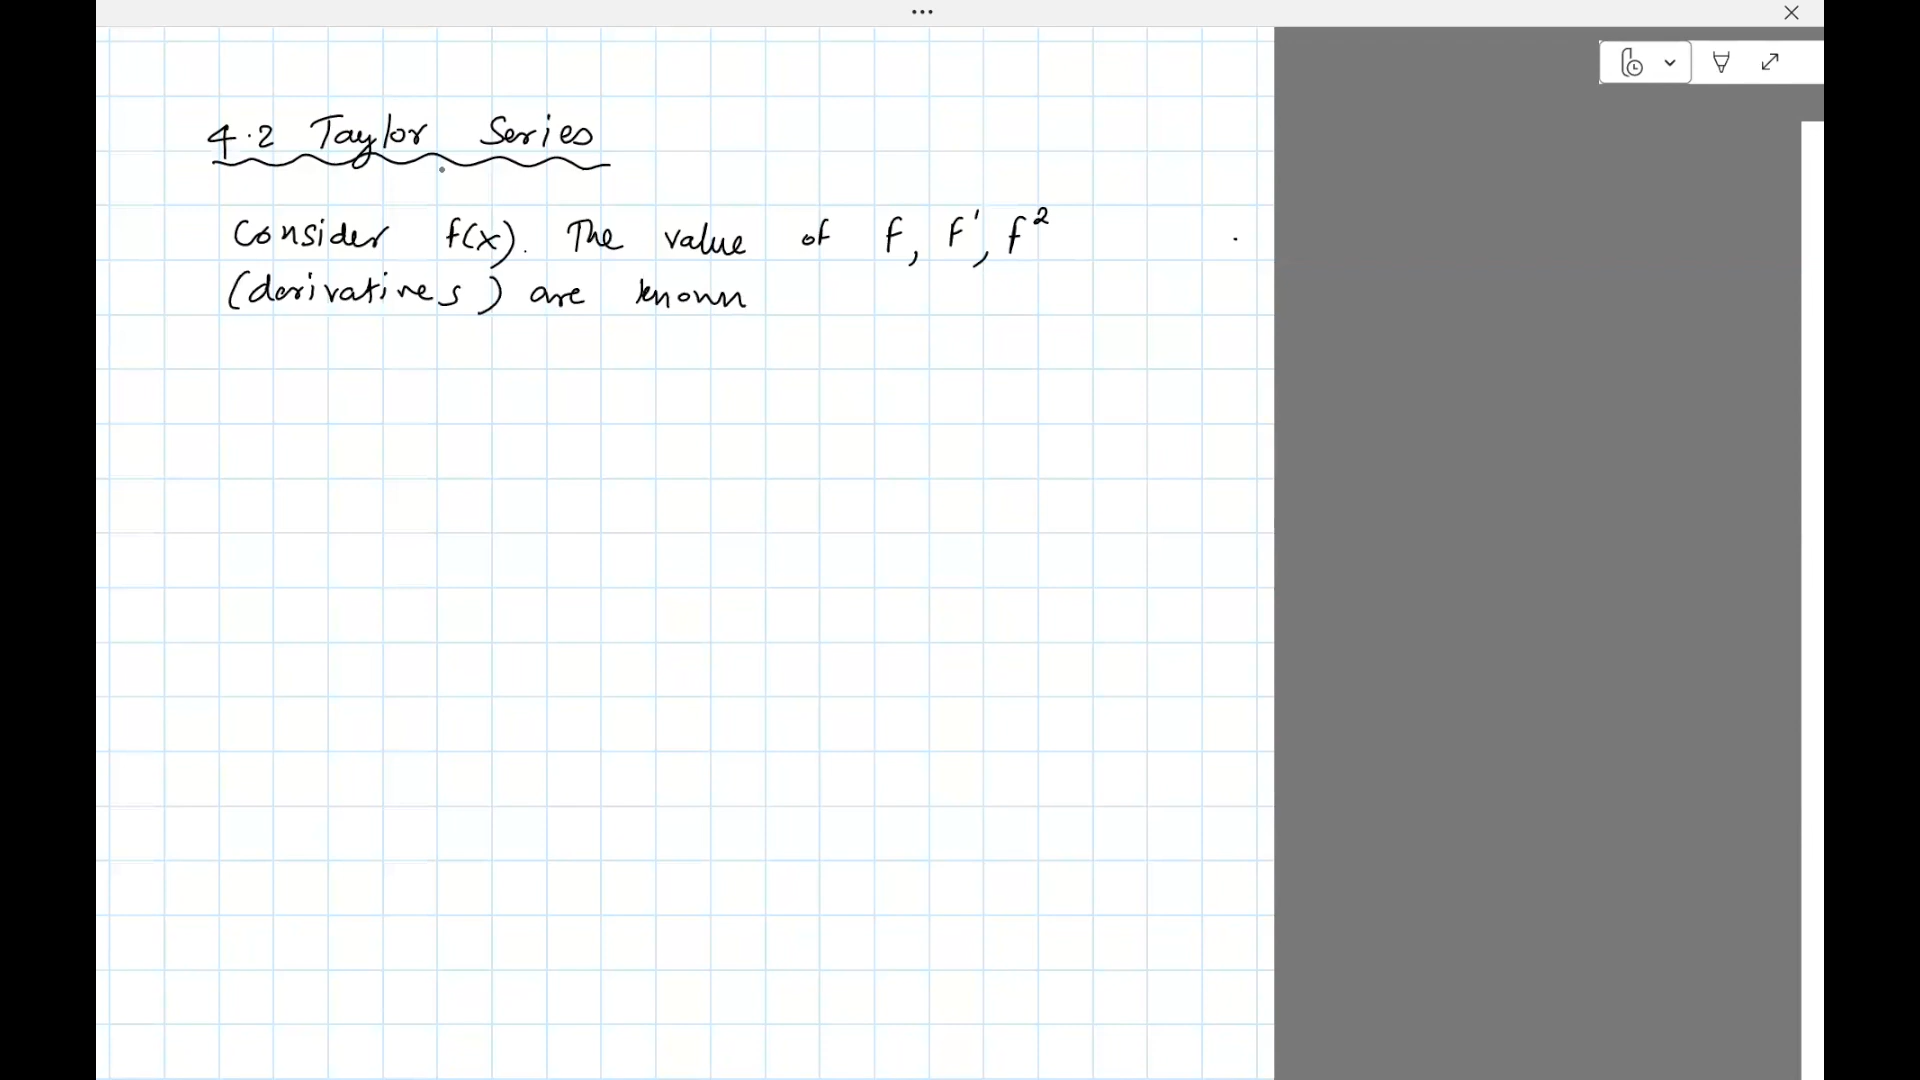 4.2 Taylor Series
Consider f(x). The value of f, f', f²
(derivatives) are known